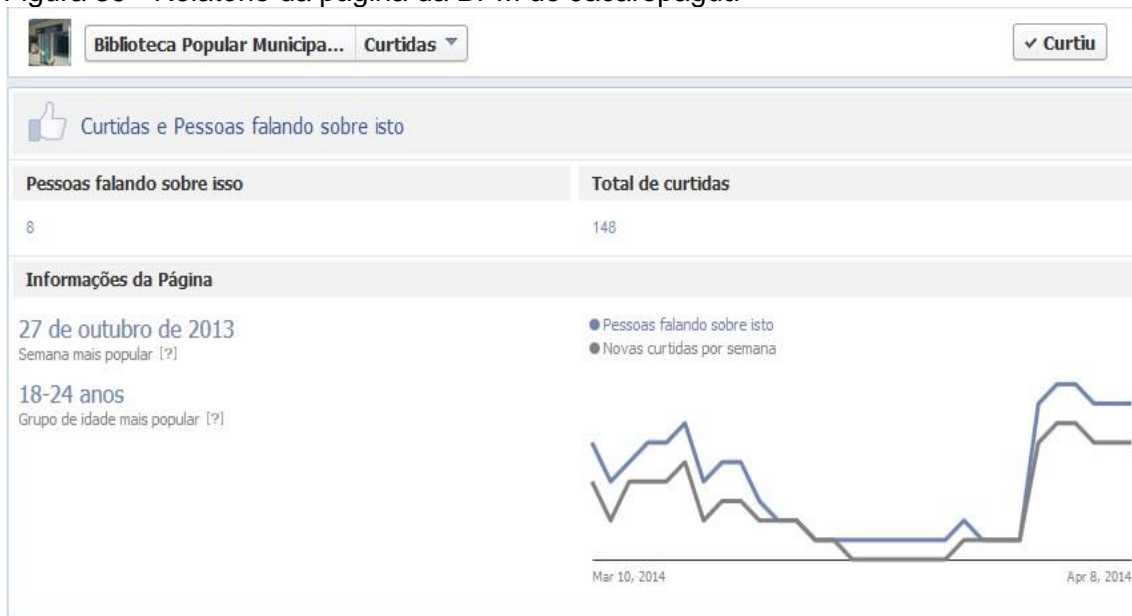 Biblioteca Popular Municipa... Curtidas
✓ Curtiu
Curtidas e Pessoas falando sobre isto
Pessoas falando sobre isso
Total de curtidas
8
148
Informações da Página
27 de outubro de 2013
Semana mais popular [?]
18-24 anos
Grupo de idade mais popular [?]
Pessoas falando sobre isto
Novas curtidas por semana
Mar 10, 2014
Apr 8, 2014